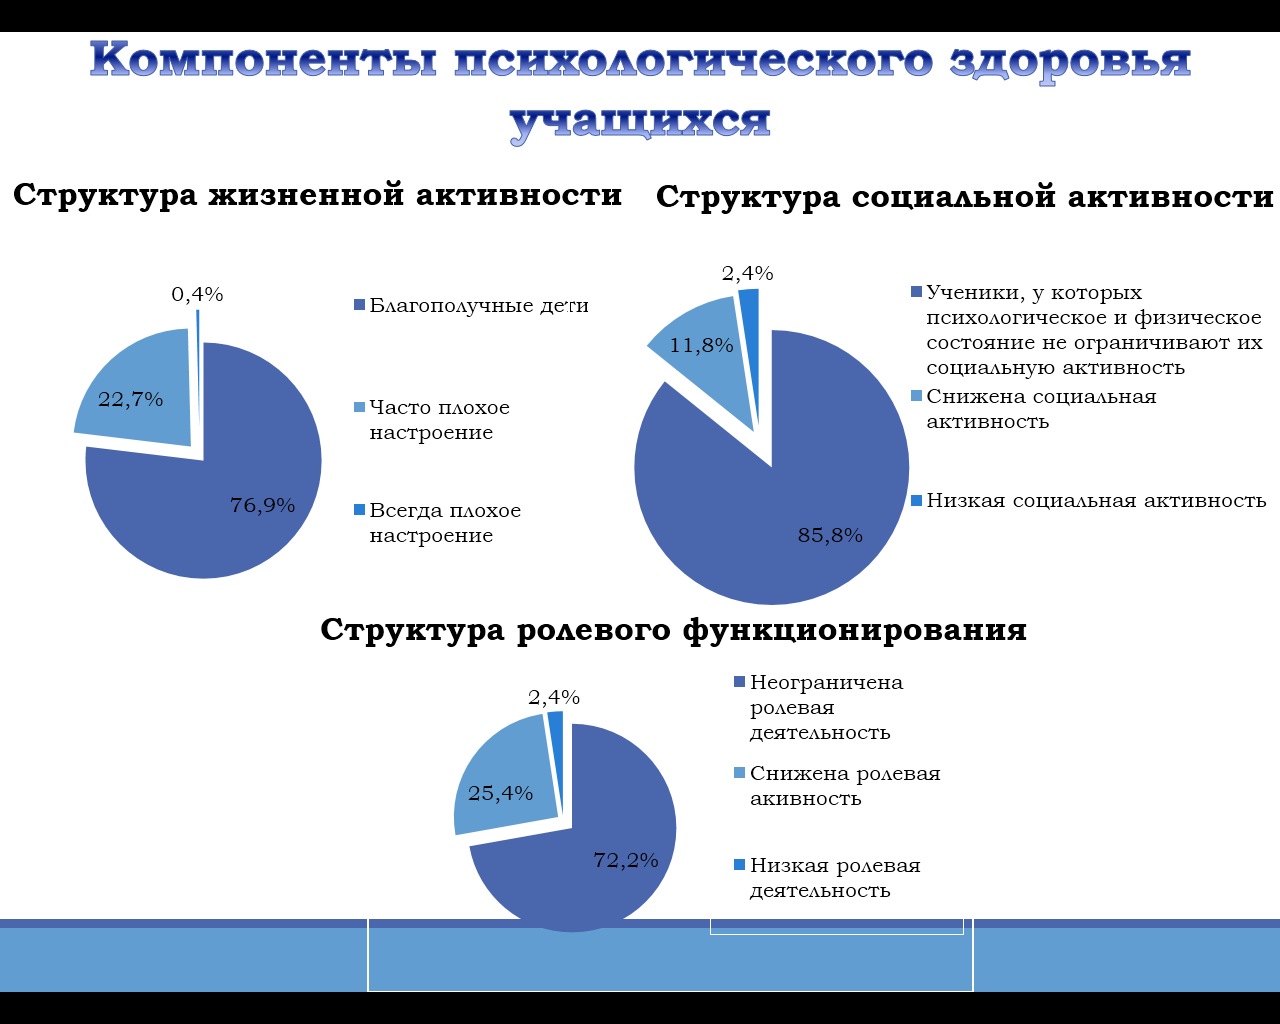 Компоненты психологического здоровья
учащихся
Структура жизненной активности
0,4%
22,7%
76,9%
Благополучные дети
Часто плохое
настроение
Всегда плохое
настроение
Структура социальной активности
2,4%
11,8%
85,8%
Ученики, у которых
психологическое и физическое
состояние не ограничивают их
социальную активность
Снижена социальная
активность
Низкая социальная активность
Структура ролевого функционирования
2,4%
25,4%
72,2%
Неограничена
ролевая
деятельность
Снижена ролевая
акивность
Низкая ролевая
деятельность